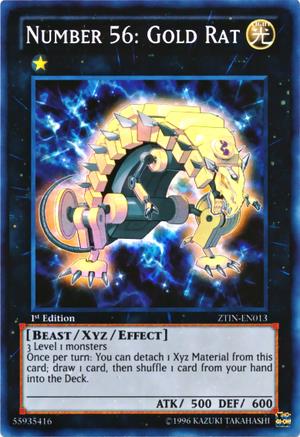 NUMBER 56: GOLD RAT
光
1st Edition
ZTIN-EN013
[BEAST/XYZ/EFFECT]
3 Level 1 monsters
Once per turn: You can detach 1 Xyz Material from this
card; draw 1 card, then shuffle 1 card from your hand
into the Deck.
ATK/ 500 DEF/ 600
55935416
©1996 KAZUKI TAKAHASHI